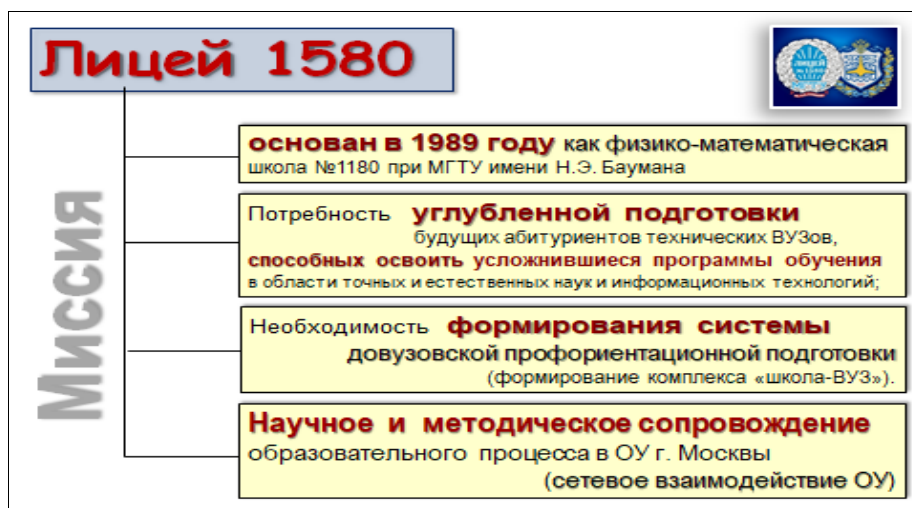 Лицей 1580
Миссия
основан в 1989 году как физико-математическая
школа №1180 при МГТУ имени Н.Э. Баумана
Потребность углубленной подготовки
будущих абитуриентов технических ВУЗов,
способных освоить усложнившиеся программы обучения
в области точных и естественных наук и информационных технологий;
Необходимость формирования системы
довузовской профориентационной подготовки
(формирование комплекса «школа-ВУЗ»).
Научное и методическое сопровождение
образовательного процесса в ОУ г. Москвы
(сетевое взаимодействие ОУ)